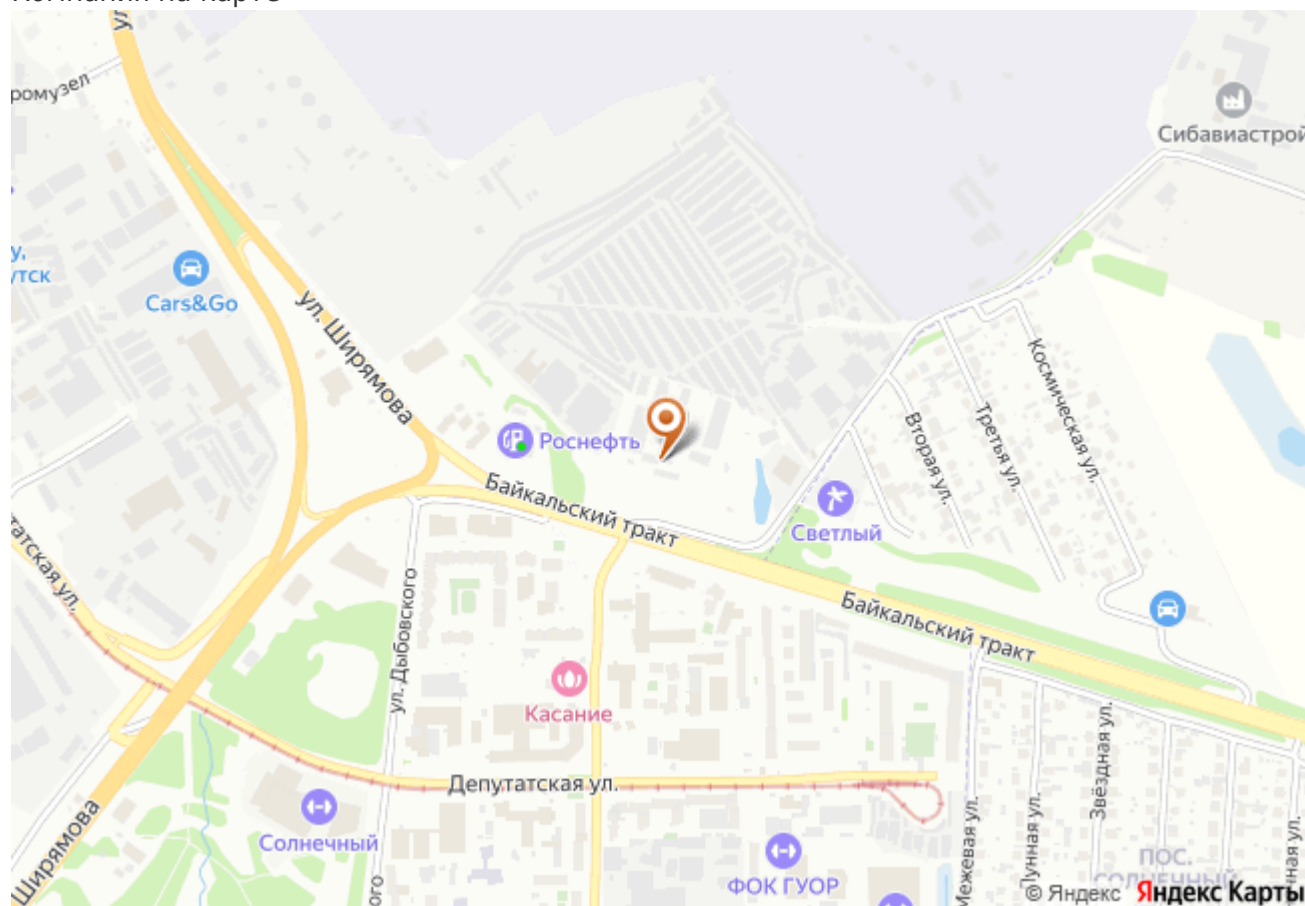 Сибавиастрой
Cars&Go
ул. Ширямова
Космическая ул.
Третья ул.
Вторая ул.
Роснефть
Байкальский тракт
Светлый
ул. Дыбовского
Байкальский тракт
Касание
Депутатская ул.
Звёздная ул.
Солнечный
Ширямова
ФОК ГУОР
Межевая ул.
Лунная ул.
ПОС.
СОЛНЕЧНЫЙ
© Яндекс Яндекс Карты